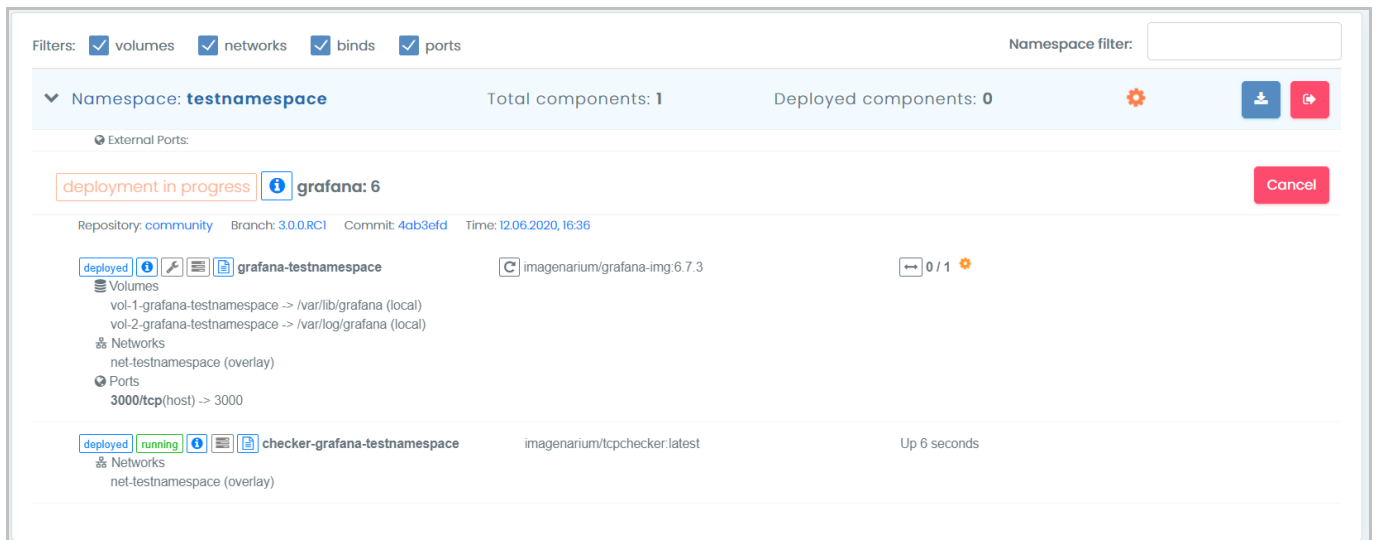 Filters: volumes networks binds ports Namespace filter:
Namespace: testnamespace Total components: 1 Deployed components: 0
External Ports:
deployment in progress grafana: 6 Cancel
Repository: community Branch: 3.0.0.RC1 Commit: 4ab3efd Time: 12.06.2020, 16:36
deployed grafana-testnamespace imagenarium/grafana-img:6.7.3 0 / 1
Volumes
vol-1-grafana-testnamespace -> /var/lib/grafana (local)
vol-2-grafana-testnamespace -> /var/log/grafana (local)
Networks
net-testnamespace (overlay)
Ports
3000/tcp(host) -> 3000
deployed running checker-grafana-testnamespace imagenarium/tcpchecker:latest Up 6 seconds
Networks
net-testnamespace (overlay)